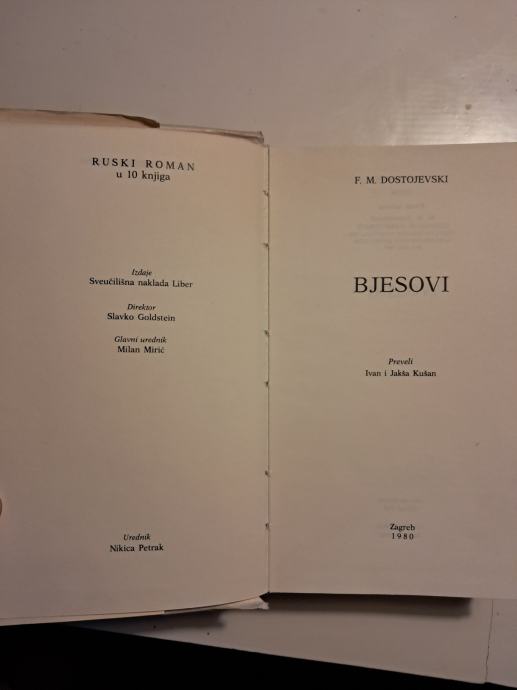 RUSKI ROMAN
u 10 knjiga
Izdaje
Sveučilišna naklada Liber
Direktor
Slavko Goldstein
Glavni urednik
Milan Mirić
Urednik
Nikica Petrak
F. M. DOSTOJEVSKI
BJESOVI
Preveli
Ivan i Jakša Kušan
Zagreb
1980